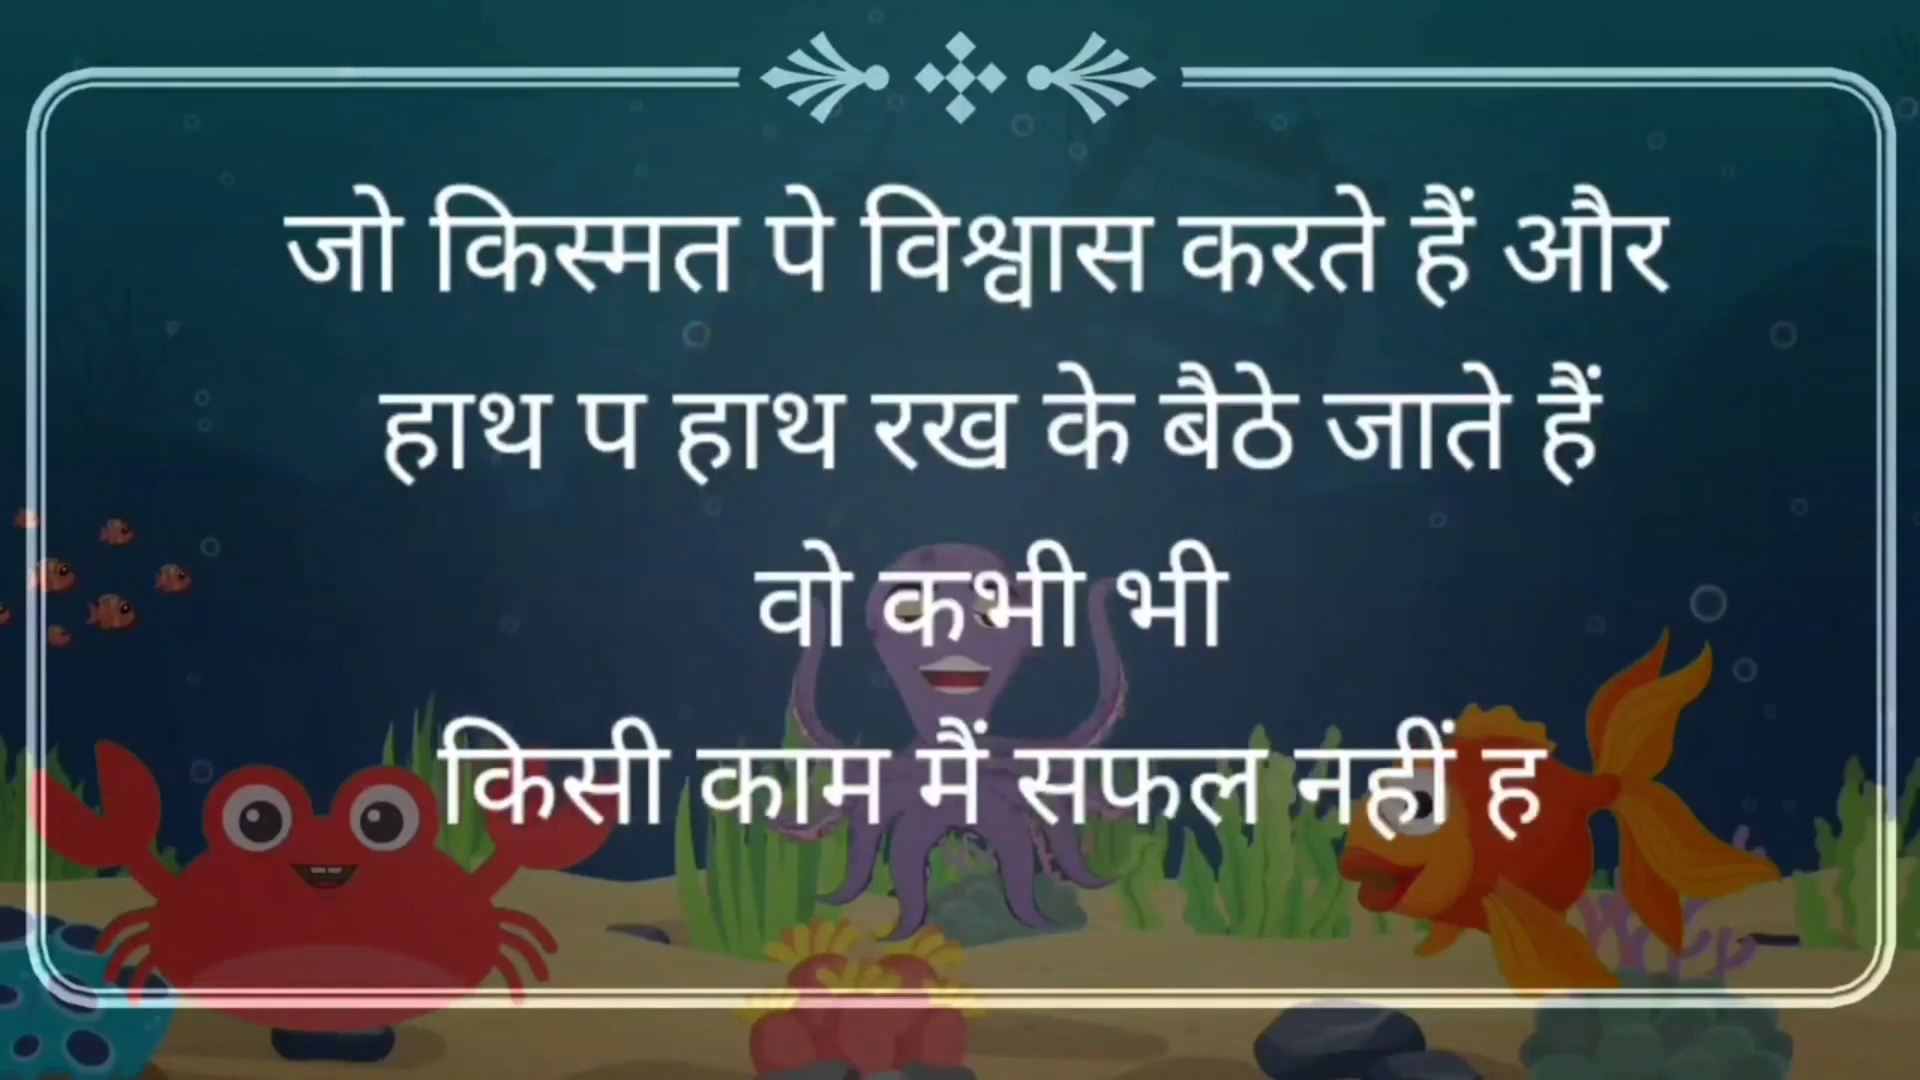 जो किस्मत पे विश्वास करते हैं और
हाथ प हाथ रख के बैठे जाते हैं
वो कभी भी
किसी काम मैं सफल नहीं ह